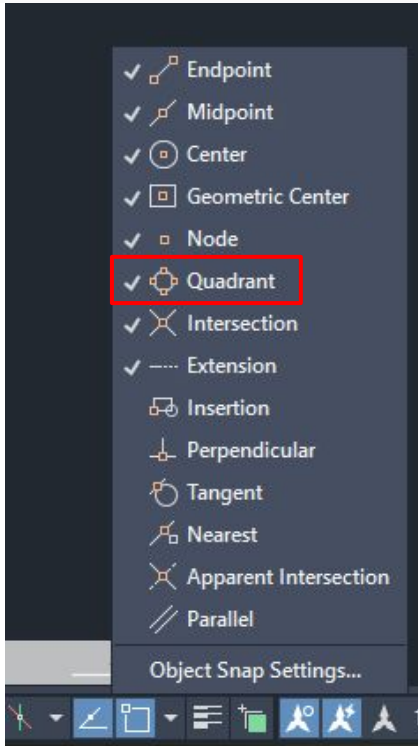 Endpoint
Midpoint
Center
Geometric Center
Node
Quadrant
Intersection
Extension
Insertion
Perpendicular
Tangent
Nearest
Apparent Intersection
Parallel
Object Snap Settings...